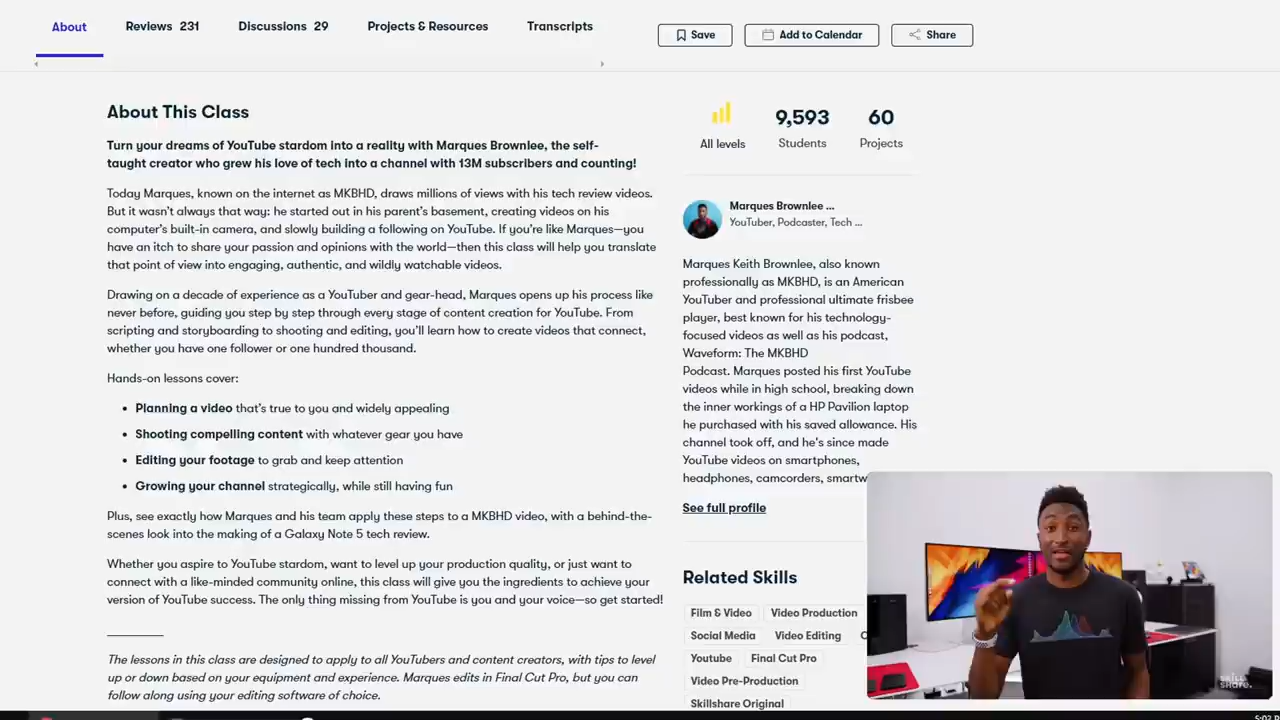 About
Reviews 231
Discussions 29
Projects & Resources
Transcripts
Save
Add to Calendar
Share
About This Class
Turn your dreams of YouTube stardom into a reality with Marques Brownlee, the self-
taught creator who grew his love of tech into a channel with 13M subscribers and counting!
Today Marques, known on the internet as MKBHD, draws millions of views with his tech review videos.
But it wasn't always that way: he started out in his parent's basement, creating videos on his
computer's built-in camera, and slowly building a following on YouTube. If you're like Marques—you
have an itch to share your passion and opinions with the world—then this class will help you translate
that point of view into engaging, authentic, and wildly watchable videos.
Drawing on a decade of experience as a YouTuber and gear-head, Marques opens up his process like
never before, guiding you step by step through every stage of content creation for YouTube. From
scripting and storyboarding to shooting and editing, you'll learn how to create videos that connect,
whether you have one follower or one hundred thousand.
Hands-on lessons cover:
• Planning a video that's true to you and widely appealing
• Shooting compelling content with whatever gear you have
• Editing your footage to grab and keep attention
• Growing your channel strategically, while still having fun
Plus, see exactly how Marques and his team apply these steps to a MKBHD video, with a behind-the-
scenes look into the making of a Galaxy Note 5 tech review.
Whether you aspire to YouTube stardom, want to level up your production quality, or just want to
connect with a like-minded community online, this class will give you the ingredients to achieve your
version of YouTube success. The only thing missing from YouTube is you and your voice—so get started!
The lessons in this class are designed to apply to all YouTubers and content creators, with tips to level
up or down based on your equipment and experience. Marques edits in Final Cut Pro, but you can
follow along using your editing software of choice.
All levels
9,593
Students
60
Projects
Marques Brownlee ...
YouTuber, Podcaster, Tech ...
Marques Keith Brownlee, also known
professionally as MKBHD, is an American
YouTuber and professional ultimate frisbee
player, best known for his technology-
focused videos as well as his podcast,
Waveform: The MKBHD
Podcast. Marques posted his first YouTube
videos while in high school, breaking down
the inner workings of a HP Pavilion laptop
he purchased with his saved allowance. His
channel took off, and he's since made
YouTube videos on smartphones,
headphones, camcorders, smartw
See full profile
Related Skills
Film & Video
Video Production
Social Media
Video Editing
Youtube
Final Cut Pro
Video Pre-Production
Skillshare Original
SKILL
SHARE.